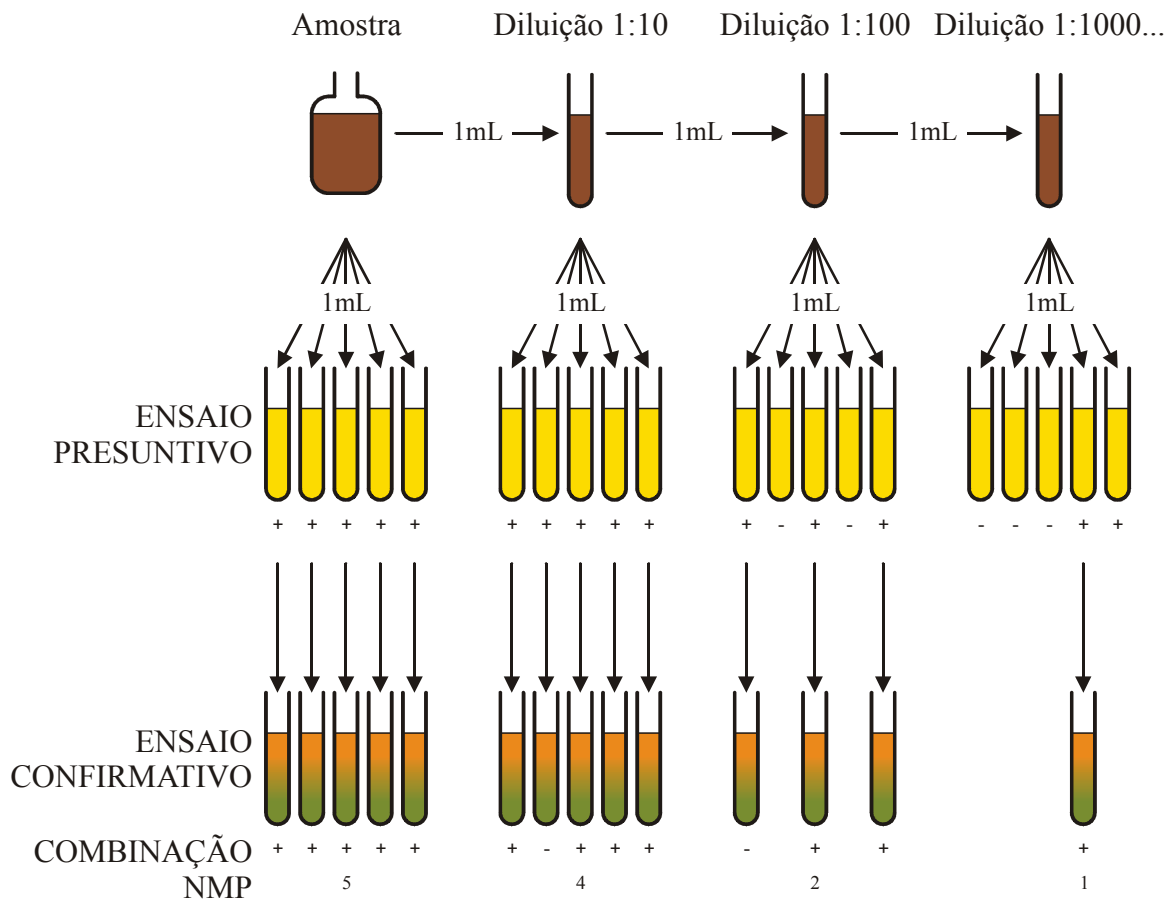 Amostra Diluição 1:10 Diluição 1:100 Diluição 1:1000...
1mL 1mL 1mL
1mL 1mL 1mL 1mL
ENSAIO
PRESUNTIVO
+ + + + + + + + + + + - + - + - - - + +
ENSAIO
CONFIRMATIVO
COMBINAÇÃO + + + + + + - + + + - + + +
NMP 5 4 2 1